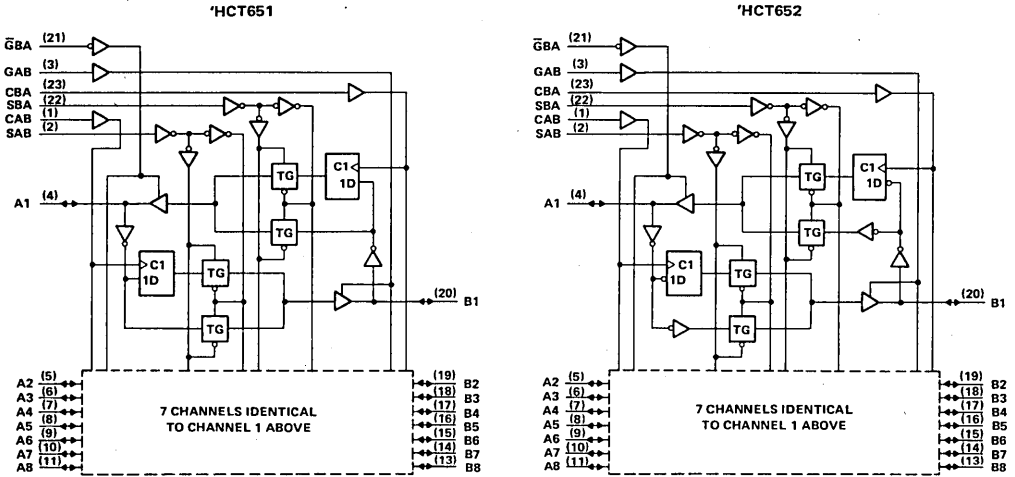 'HCT651
G̅BA (21)
GAB (3)
CBA (23)
SBA (22)
CAB (1)
SAB (2)
C1
1D
TG
A1 (4)
TG
C1
1D
TG
(20) B1
TG
A2 (5)
A3 (6)
A4 (7)
A5 (8)
A6 (9)
A7 (10)
A8 (11)
7 CHANNELS IDENTICAL
TO CHANNEL 1 ABOVE
(19) B2
(18) B3
(17) B4
(16) B5
(15) B6
(14) B7
(13) B8
'HCT652
G̅BA (21)
GAB (3)
CBA (23)
SBA (22)
CAB (1)
SAB (2)
C1
1D
TG
A1 (4)
TG
C1
1D
TG
(20) B1
TG
A2 (5)
A3 (6)
A4 (7)
A5 (8)
A6 (9)
A7 (10)
A8 (11)
7 CHANNELS IDENTICAL
TO CHANNEL 1 ABOVE
(19) B2
(18) B3
(17) B4
(16) B5
(15) B6
(14) B7
(13) B8